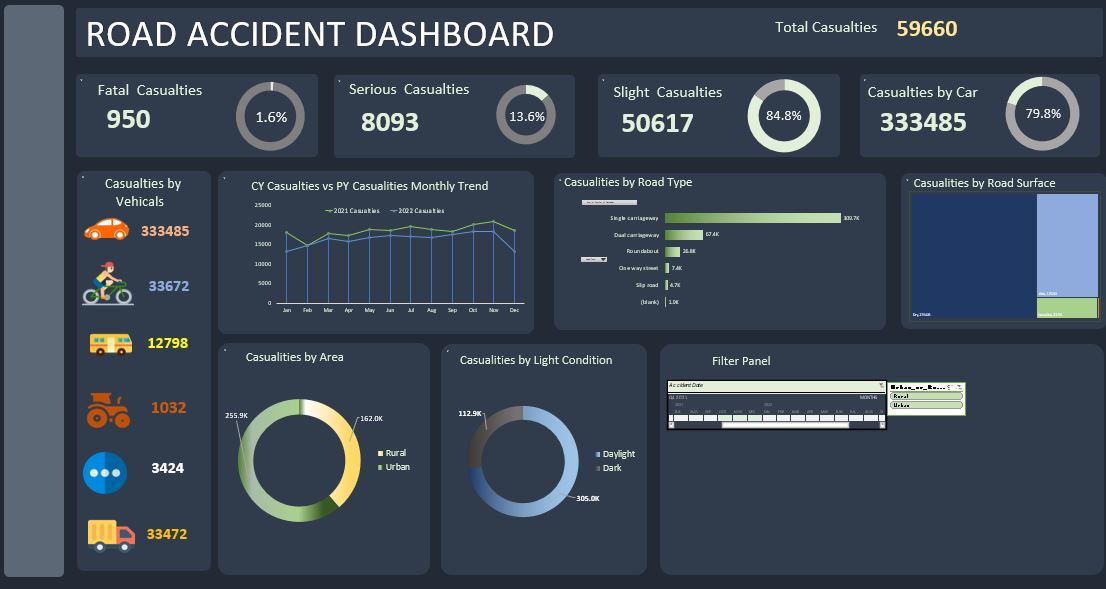 ROAD ACCIDENT DASHBOARD
Total Casualties 59660
Fatal Casualties
950
1.6%
Serious Casualties
8093
13.6%
Slight Casualties
50617
84.8%
Casualties by Car
333485
79.8%
Casualties by
Vehicals
333485
33672
12798
1032
3424
33472
CY Casualties vs PY Casualities Monthly Trend
2021 Casualties 2022 Casualties
25000
20000
15000
10000
5000
0
Jan Feb Mar Apr May Jun Jul Aug Sep Oct Nov Dec
Casualities by Road Type
Single carriageway 309.7K
Dual carriageway 67.4K
Roundabout 26.8K
One way street 7.4K
Slip road 4.7K
(blank) 1.9K
Casualities by Road Surface
Casualities by Area
255.9K
162.0K
Rural
Urban
Casualities by Light Condition
112.9K
305.0K
Daylight
Dark
Filter Panel
Accident Date
MONTHS
Rural
Urban